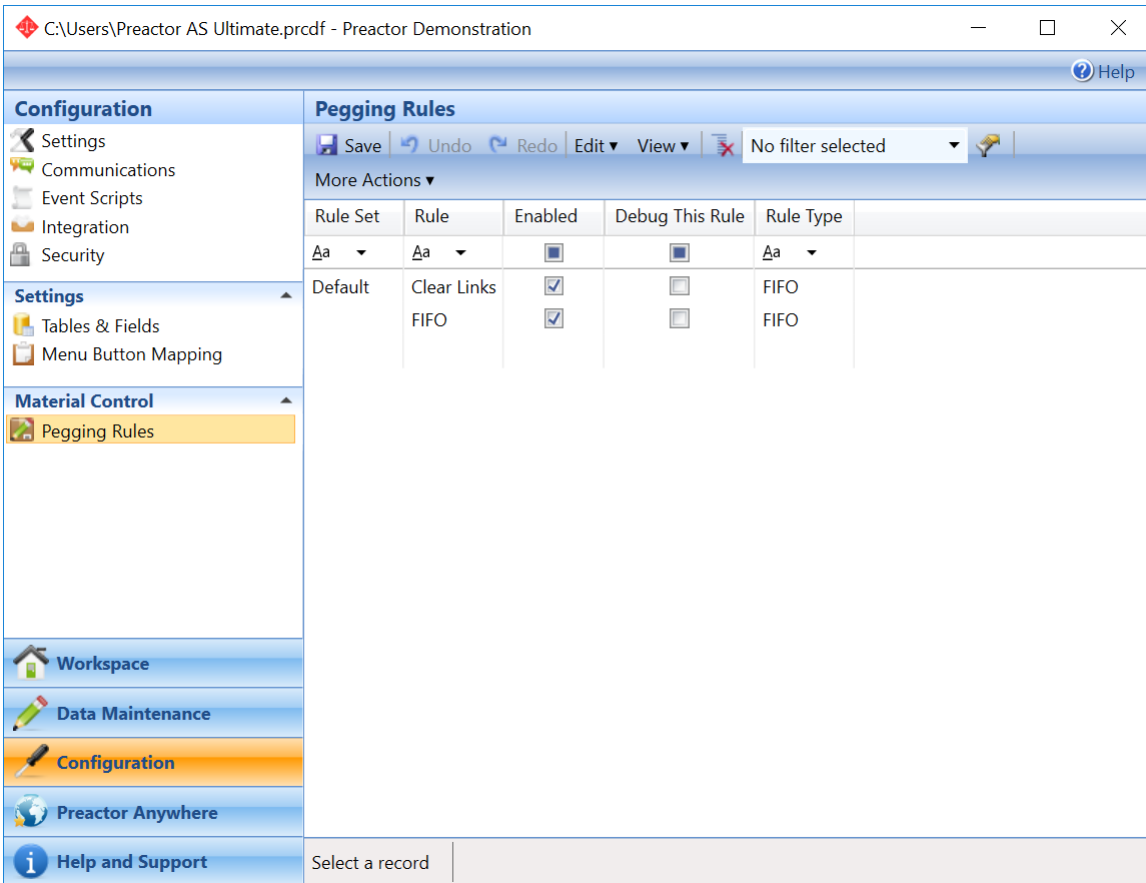 C:\Users\Preactor AS Ultimate.prcdf - Preactor Demonstration
Help
Configuration
Settings
Communications
Event Scripts
Integration
Security
Settings
Tables & Fields
Menu Button Mapping
Material Control
Pegging Rules
Workspace
Data Maintenance
Configuration
Preactor Anywhere
Help and Support
Pegging Rules
Save Undo Redo Edit View No filter selected
More Actions
Rule Set Rule Enabled Debug This Rule Rule Type
Aa Aa Aa
Default Clear Links FIFO
FIFO FIFO
Select a record